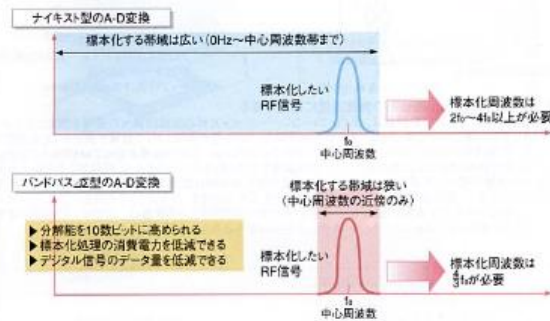 ナイキスト型のA-D変換
標本化する帯域は広い(0Hz~中心周波数帯まで)
標本化したい
RF信号
標本化周波数は
2f₀~4f₀以上が必要
f₀
中心周波数
バンドパス型のA-D変換
標本化する帯域は狭い
(中心周波数の近傍のみ)
▶分解能を10数ビットに高められる
▶標本化処理の消費電力を低減できる
▶デジタル信号のデータ量を低減できる
標本化したい
RF信号
標本化周波数は
4/3 f₀が必要
f₀
中心周波数